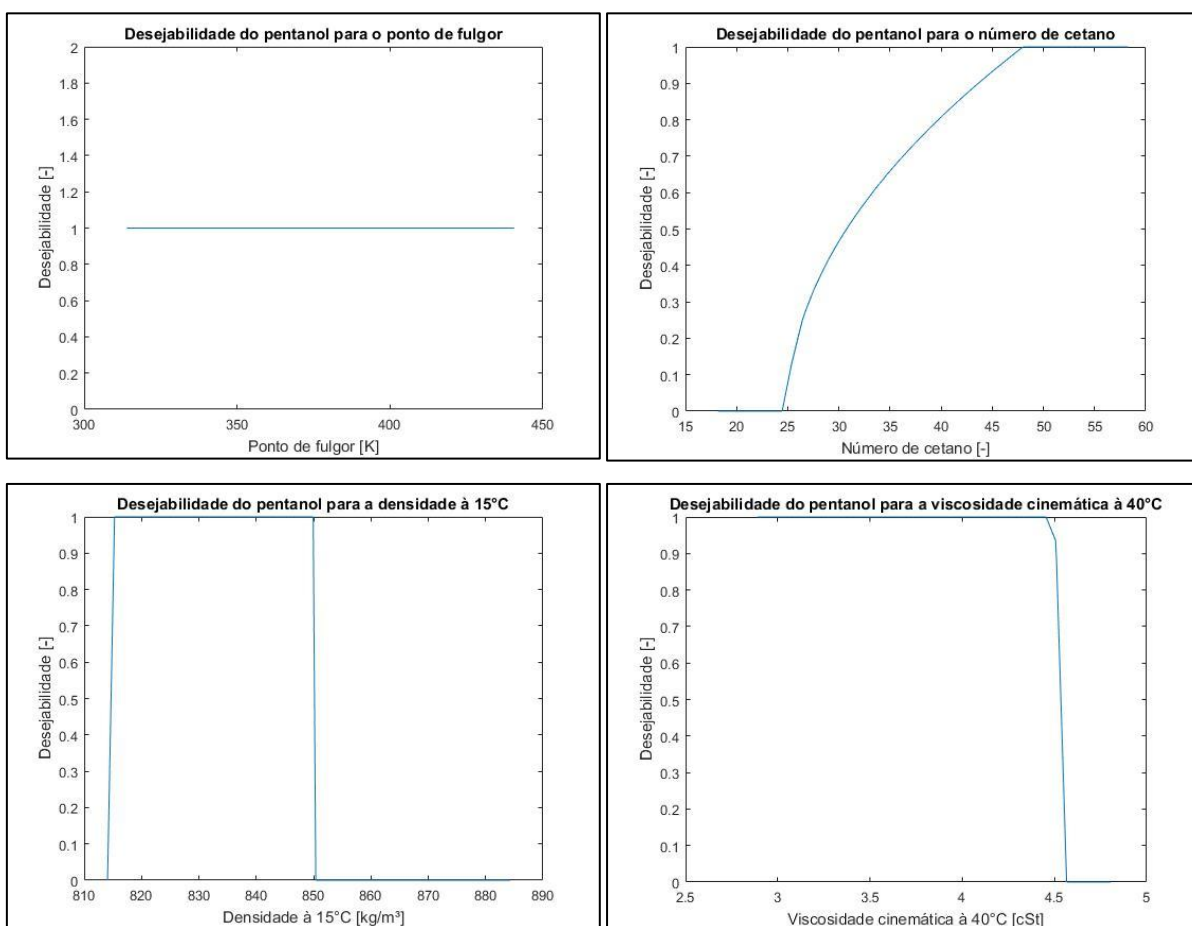 Desejabilidade do pentanol para o ponto de fulgor
2
1.8
1.6
1.4
1.2
1
0.8
0.6
0.4
0.2
0
Desejabilidade [-]
300 350 400 450
Ponto de fulgor [K]
Desejabilidade do pentanol para o número de cetano
1
0.9
0.8
0.7
0.6
0.5
0.4
0.3
0.2
0.1
0
Desejabilidade [-]
15 20 25 30 35 40 45 50 55 60
Número de cetano [-]
Desejabilidade do pentanol para a densidade à 15°C
1
0.9
0.8
0.7
0.6
0.5
0.4
0.3
0.2
0.1
0
Desejabilidade [-]
810 820 830 840 850 860 870 880 890
Densidade à 15°C [kg/m³]
Desejabilidade do pentanol para a viscosidade cinemática à 40°C
1
0.9
0.8
0.7
0.6
0.5
0.4
0.3
0.2
0.1
0
Desejabilidade [-]
2.5 3 3.5 4 4.5 5
Viscosidade cinemática à 40°C [cSt]